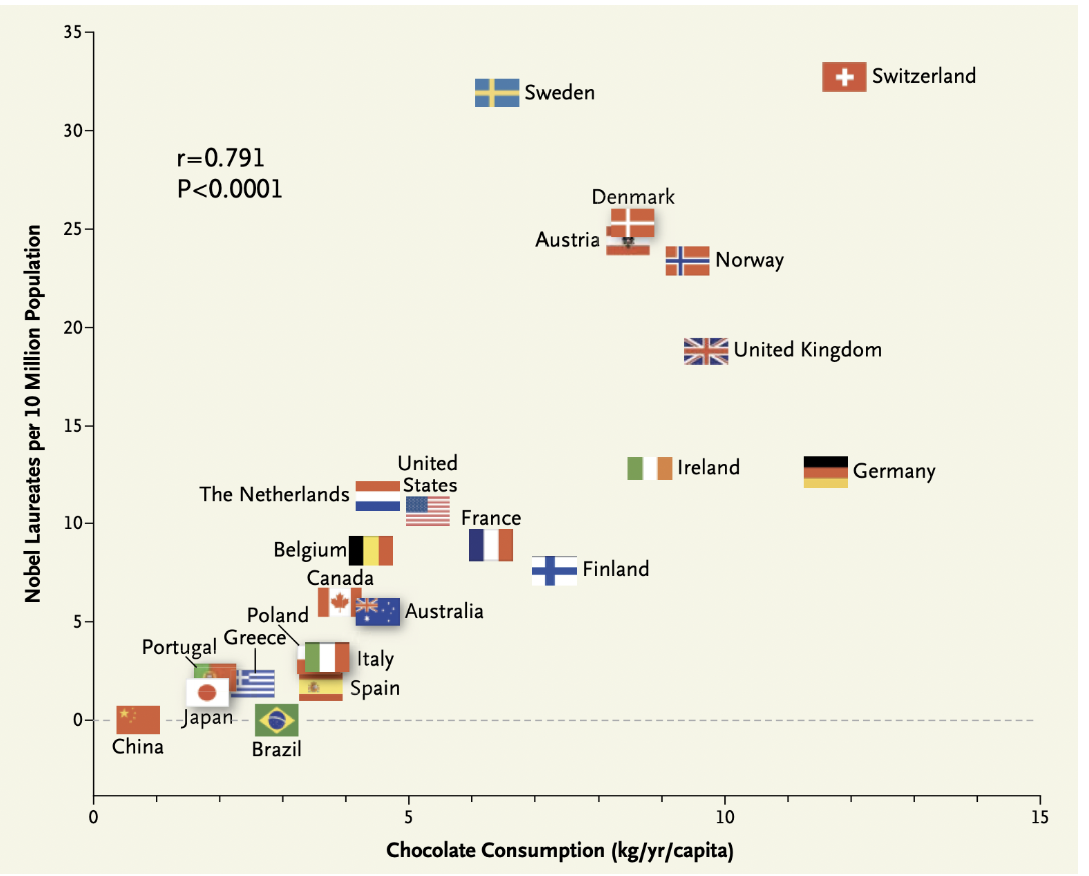 35
Switzerland
Sweden
30
r=0.791
P<0.0001
Denmark
25
Austria
Norway
20
United Kingdom
15
United
States
Ireland
Germany
The Netherlands
10
France
Belgium
Finland
Canada
5
Australia
Poland
Greece
Portugal
Italy
Spain
Japan
0
China
Brazil
Nobel Laureates per 10 Million Population
0
5
10
15
Chocolate Consumption (kg/yr/capita)